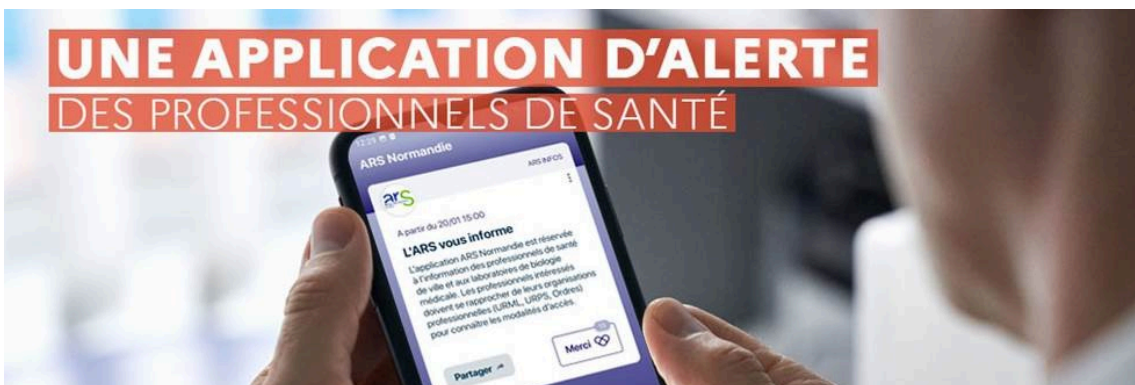 UNE APPLICATION D'ALERTE
DES PROFESSIONNELS DE SANTÉ
12:29
ARS Normandie
ARS INFOS
ars
A partir du 20/01 15:00
L'ARS vous informe
L'application ARS Normandie est réservée
à l'information des professionnels de santé
de ville et aux laboratoires de biologie
médicale. Les professionnels intéressés
doivent se rapprocher de leurs organisations
professionnelles (URML, URPS, Ordres)
pour connaître les modalités d'accès.
Partager
Merci